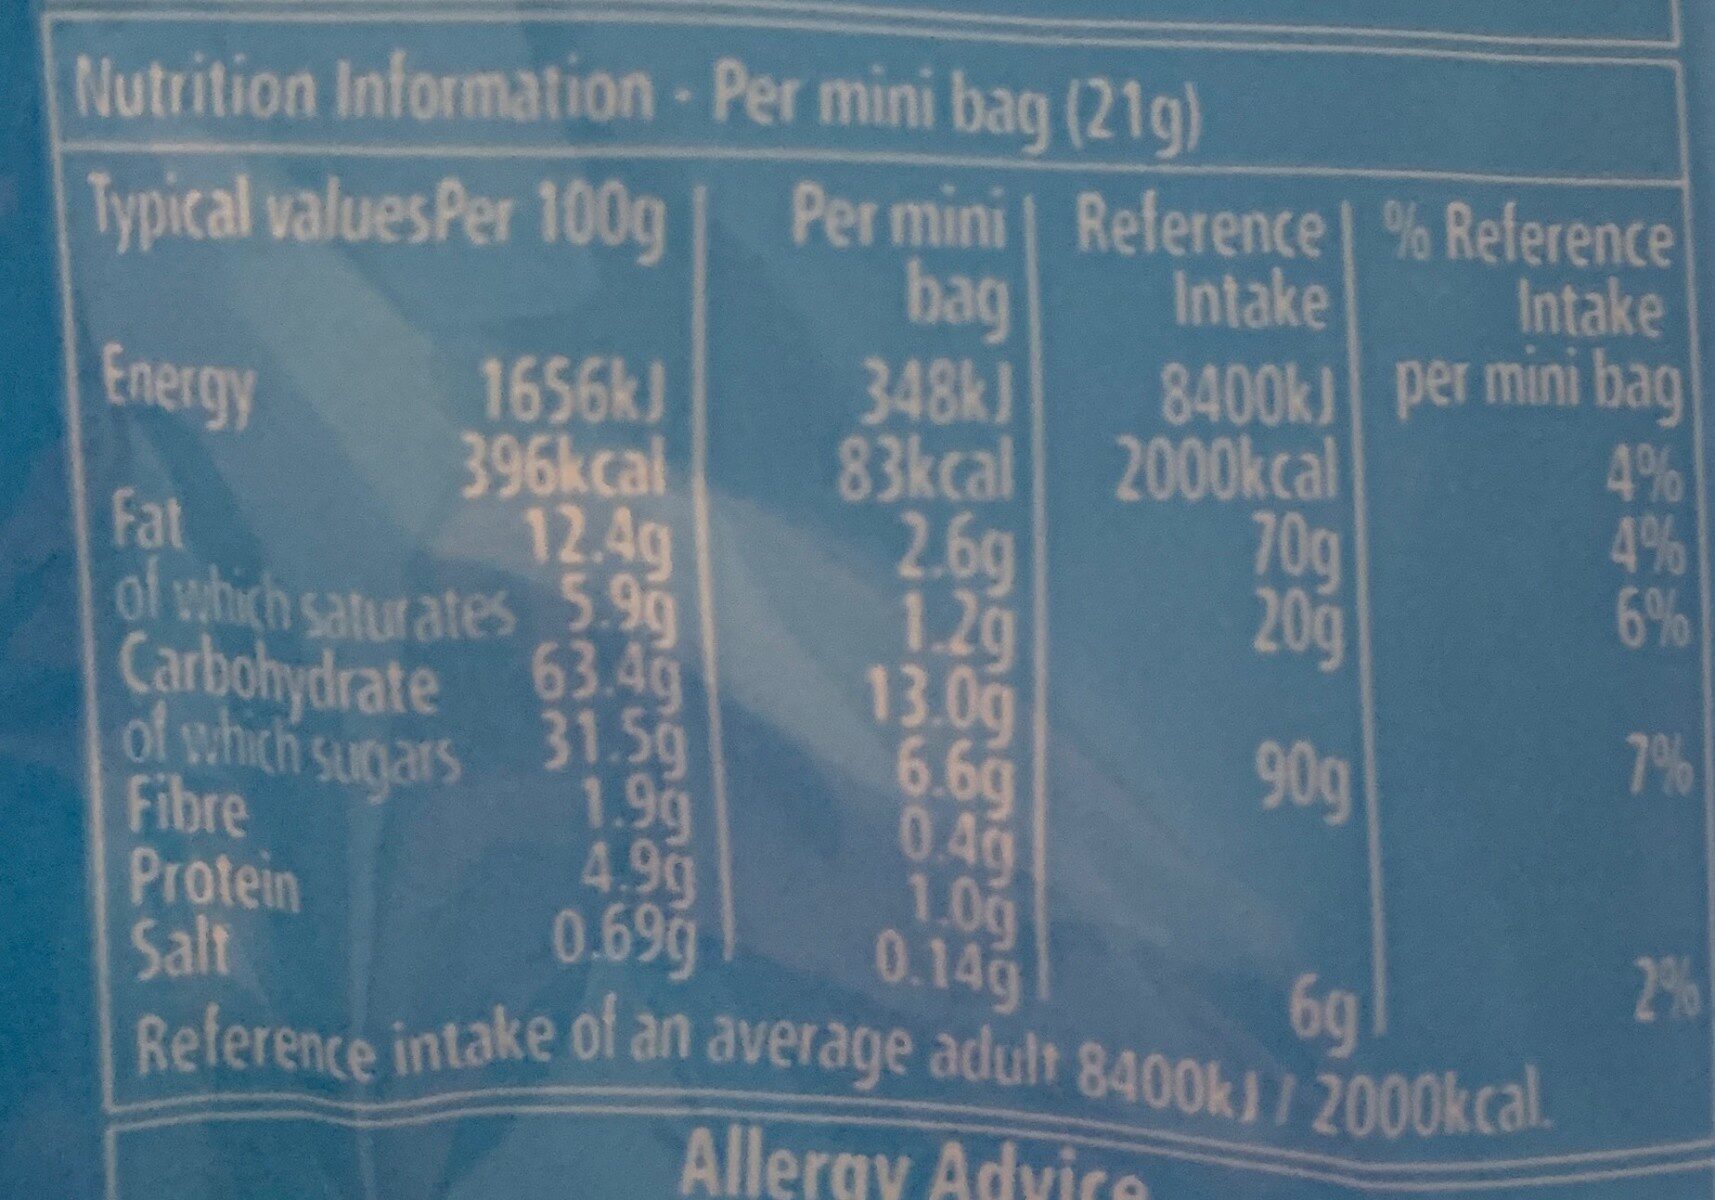 Nutrition Information - Per mini bag (21g)
Typical values Per 100g Per mini bag Reference Intake % Reference Intake per mini bag
Energy 1656kJ 348kJ 8400kJ
396kcal 83kcal 2000kcal 4%
Fat 12.4g 2.6g 70g 4%
of which saturates 5.9g 1.2g 20g 6%
Carbohydrate 63.4g 13.0g
of which sugars 31.5g 6.6g 90g 7%
Fibre 1.9g 0.4g
Protein 4.9g 1.0g
Salt 0.69g 0.14g 6g 2%
Reference intake of an average adult 8400kJ / 2000kcal.
Allergy Advice